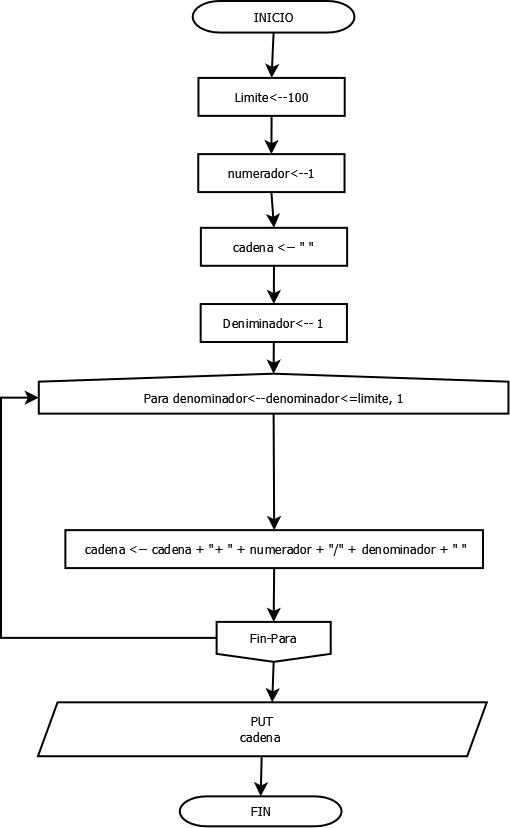 INICIO
Limite<--100
numerador<--1
cadena <-- " "
Deniminador<-- 1
Para denominador<--denominador<=limite, 1
cadena <-- cadena + "+ " + numerador + "/" + denominador + " "
Fin-Para
PUT
cadena
FIN